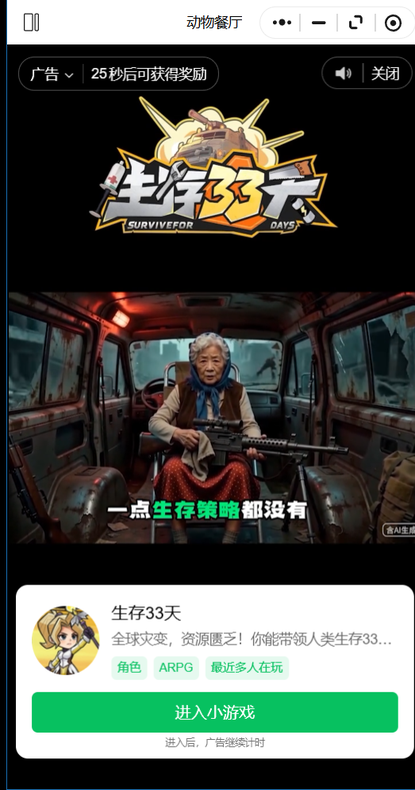 动物餐厅
广告
25秒后可获得奖励
关闭
生存33天
SURVIVE FOR DAYS
一点生存策略都没有
含AI生成
生存33天
全球灾变，资源匮乏！你能带领人类生存33...
角色
ARPG
最近多人在玩
进入小游戏
进入后，广告继续计时